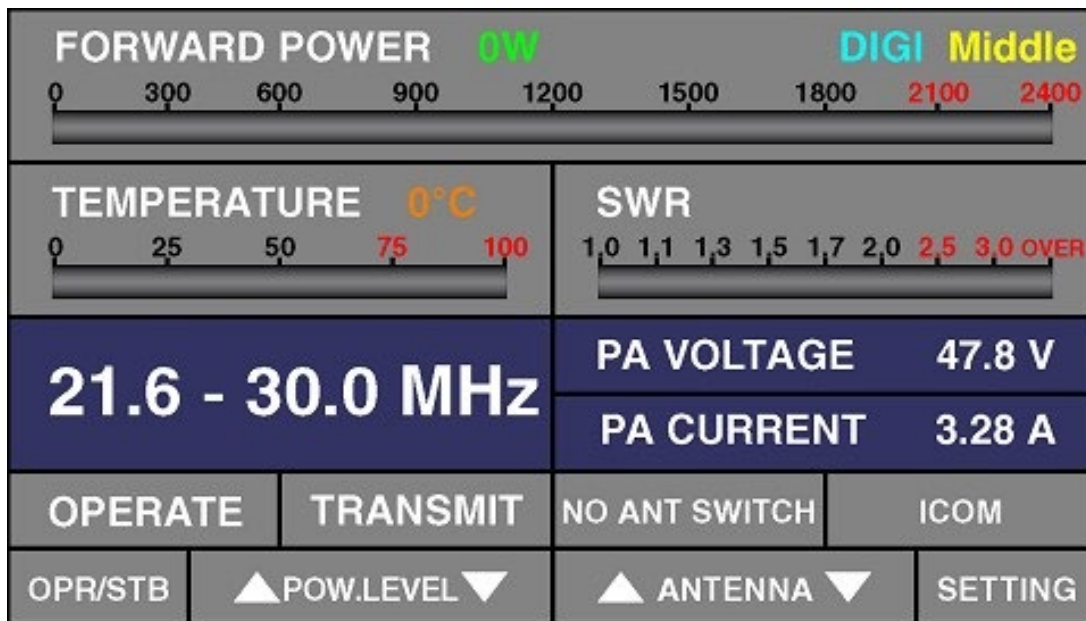 FORWARD POWER 0W DIGI Middle
0 300 600 900 1200 1500 1800 2100 2400
TEMPERATURE 0°C
0 25 50 75 100
SWR
1,0 1,1 1,3 1,5 1,7 2,0 2,5 3,0 OVER
21.6 - 30.0 MHz
PA VOLTAGE 47.8 V
PA CURRENT 3.28 A
OPERATE TRANSMIT NO ANT SWITCH ICOM
OPR/STB ▲POW.LEVEL▼ ▲ ANTENNA ▼ SETTING